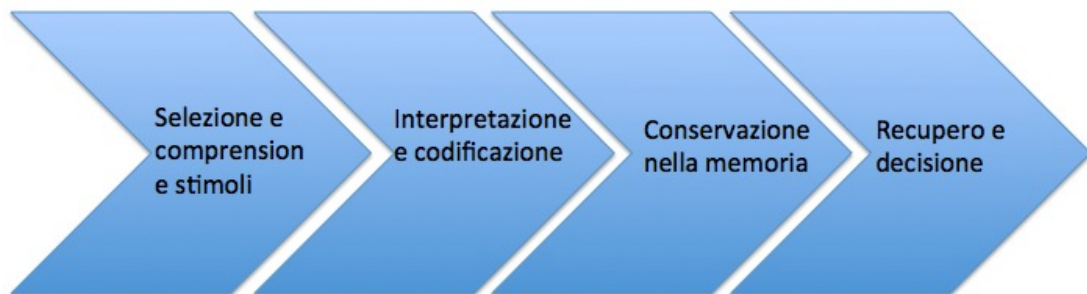 Selezione e
comprension
e stimoli
Interpretazione
e codificazione
Conservazione
nella memoria
Recupero e
decisione